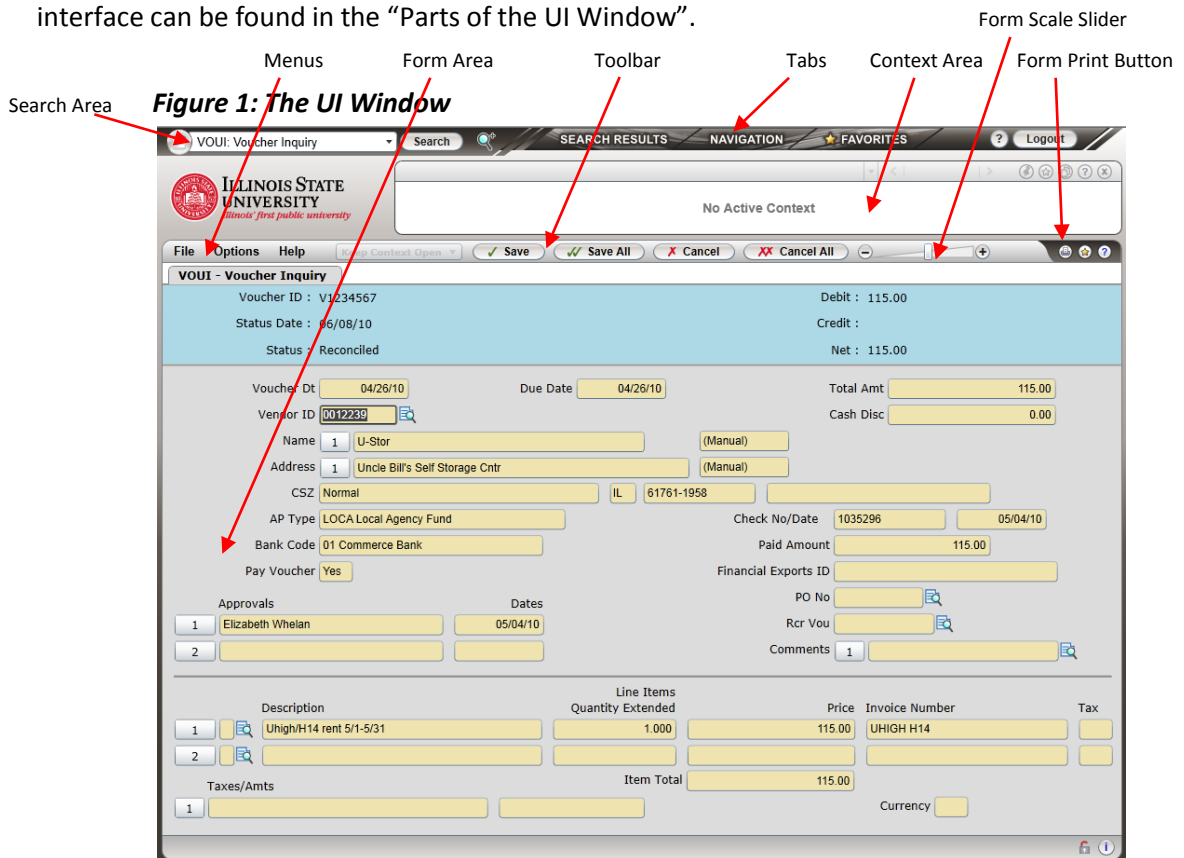 interface can be found in the “Parts of the UI Window”.
Form Scale Slider
Menus Form Area Toolbar Tabs Context Area Form Print Button
Search Area Figure 1: The UI Window
VOUI: Voucher Inquiry Search SEARCH RESULTS NAVIGATION FAVORITES ? Logout
ILLINOIS STATE
UNIVERSITY
Illinois' first public university
No Active Context
File Options Help Keep Context Open Save Save All Cancel Cancel All
VOUI - Voucher Inquiry
Voucher ID : V1234567 Debit : 115.00
Status Date : 06/08/10 Credit :
Status : Reconciled Net : 115.00
Voucher Dt 04/26/10 Due Date 04/26/10 Total Amt 115.00
Vendor ID 0012239 Cash Disc 0.00
Name 1 U-Stor (Manual)
Address 1 Uncle Bill's Self Storage Cntr (Manual)
CSZ Normal IL 61761-1958
AP Type LOCA Local Agency Fund Check No/Date 1035296 05/04/10
Bank Code 01 Commerce Bank Paid Amount 115.00
Pay Voucher Yes Financial Exports ID
Approvals Dates PO No
1 Elizabeth Whelan 05/04/10 Rcr Vou
2 Comments 1
Line Items
Description Quantity Extended Price Invoice Number Tax
1 Uhigh/H14 rent 5/1-5/31 1.000 115.00 UHIGH H14
2
Taxes/Amts Item Total 115.00
1 Currency